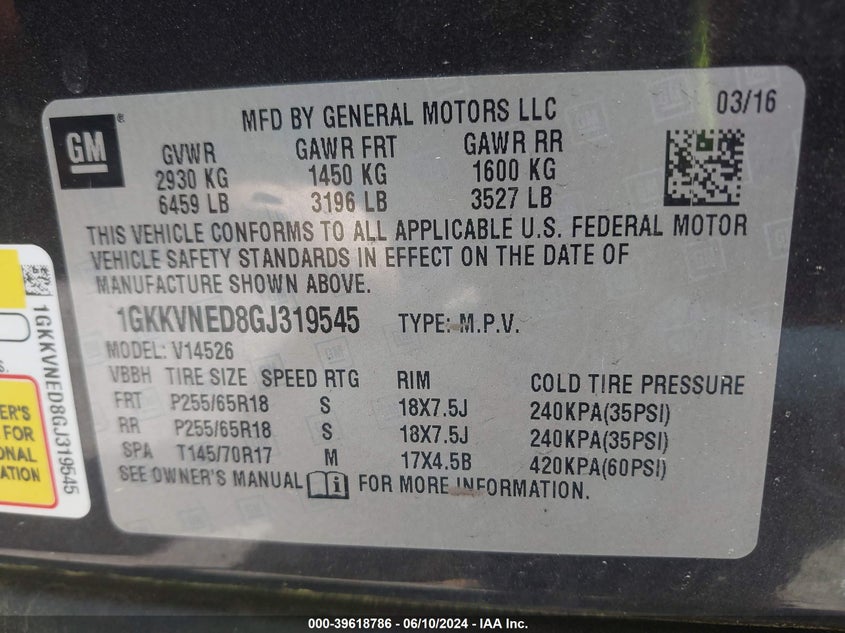 MFD BY GENERAL MOTORS LLC 03/16
GM ®
GVWR GAWR FRT GAWR RR
2930 KG 1450 KG 1600 KG
6459 LB 3196 LB 3527 LB
THIS VEHICLE CONFORMS TO ALL APPLICABLE U.S. FEDERAL MOTOR
VEHICLE SAFETY STANDARDS IN EFFECT ON THE DATE OF
MANUFACTURE SHOWN ABOVE.
1GKKVNED8GJ319545 TYPE: M.P.V.
MODEL: V14526
VBBH TIRE SIZE SPEED RTG RIM COLD TIRE PRESSURE
FRT P255/65R18 S 18X7.5J 240KPA(35PSI)
RR P255/65R18 S 18X7.5J 240KPA(35PSI)
SPA T145/70R17 M 17X4.5B 420KPA(60PSI)
SEE OWNER'S MANUAL i FOR MORE INFORMATION.
1GKKVNED8GJ319545
S.
ER'S
FOR
ONAL
ATION
000-39618786 - 06/10/2024 - IAA Inc.